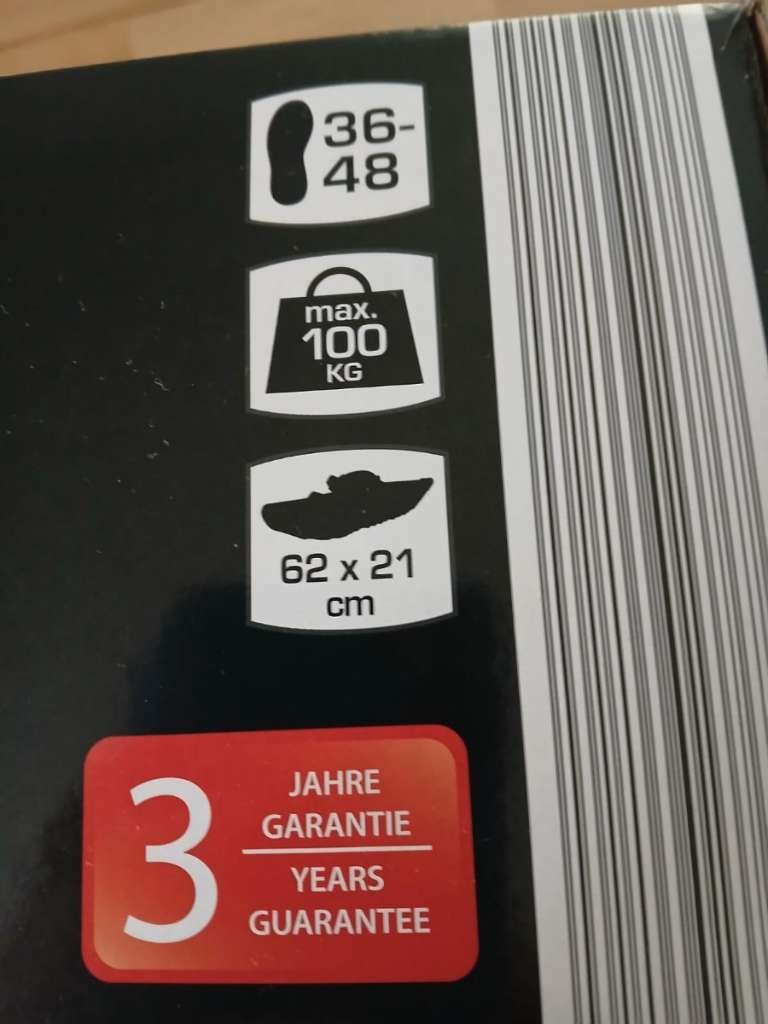 36-
48
max.
100
KG
62 x 21
cm
3
JAHRE
GARANTIE
YEARS
GUARANTEE